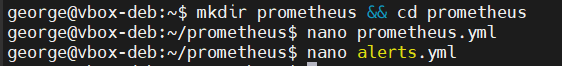 george@vbox-deb:~$ mkdir prometheus && cd prometheus
george@vbox-deb:~/prometheus$ nano prometheus.yml
george@vbox-deb:~/prometheus$ nano alerts.yml